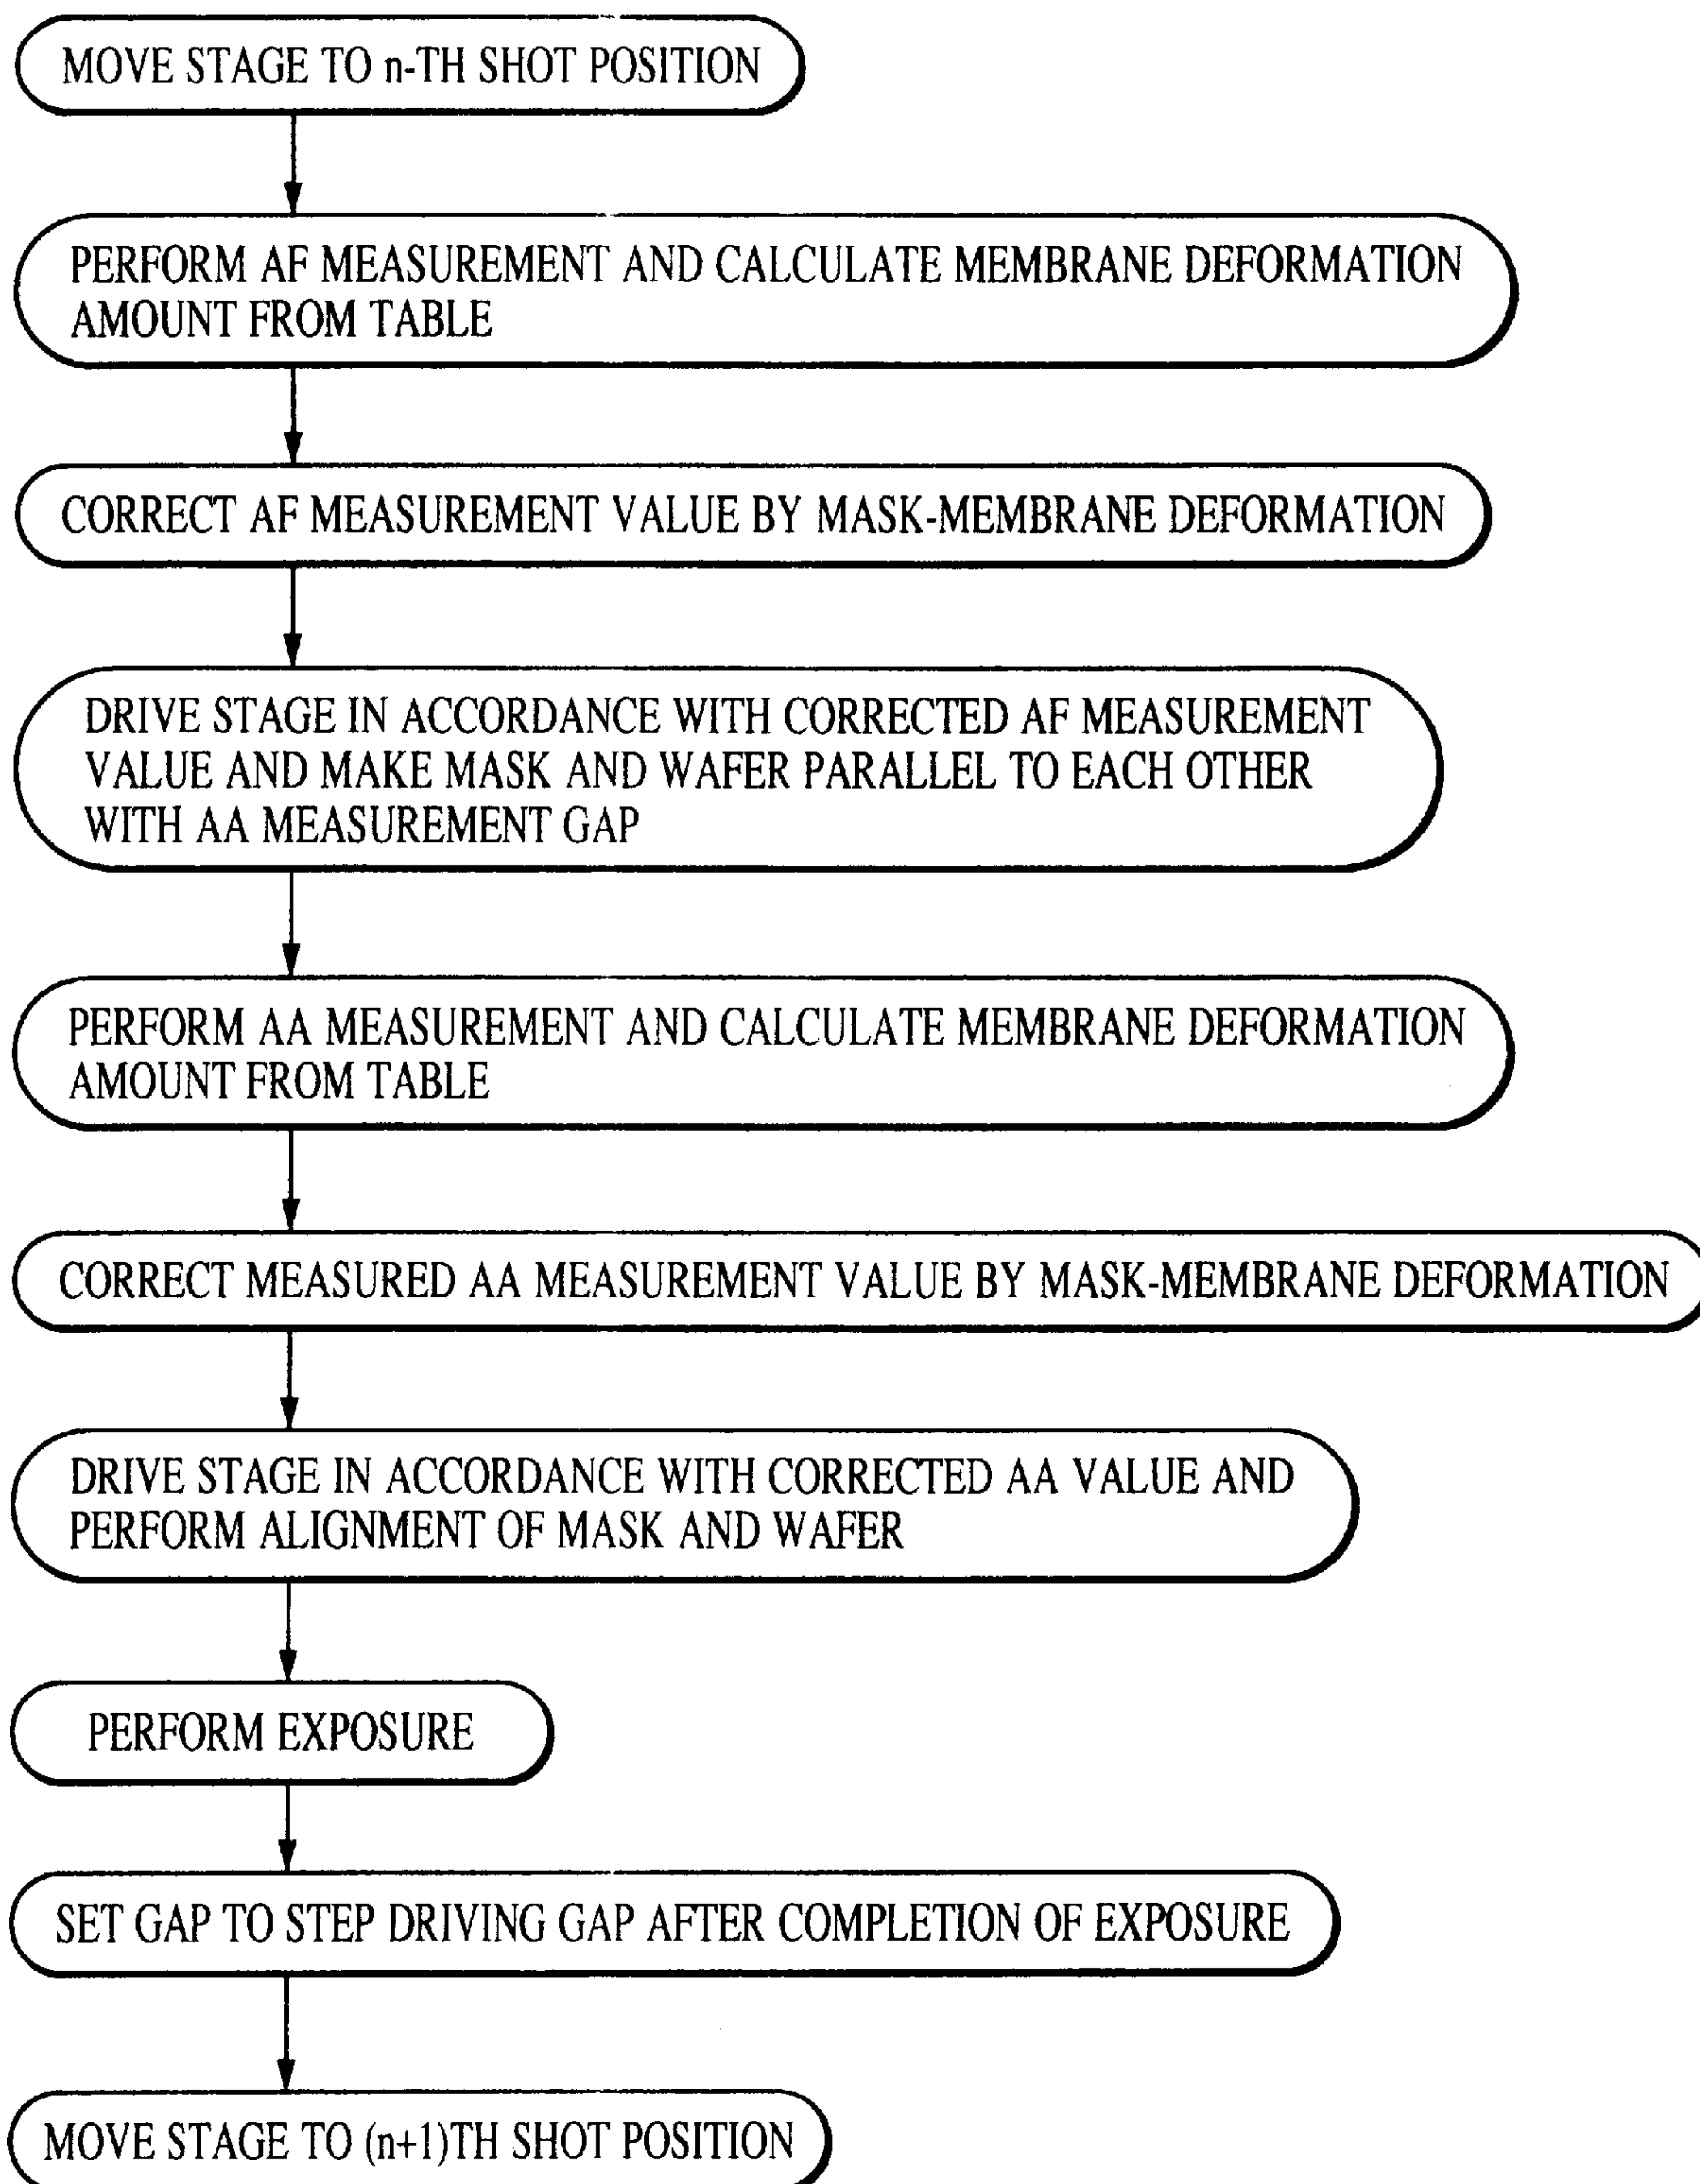 MOVE STAGE TO n-TH SHOT POSITION
PERFORM AF MEASUREMENT AND CALCULATE MEMBRANE DEFORMATION
AMOUNT FROM TABLE
CORRECT AF MEASUREMENT VALUE BY MASK-MEMBRANE DEFORMATION
DRIVE STAGE IN ACCORDANCE WITH CORRECTED AF MEASUREMENT
VALUE AND MAKE MASK AND WAFER PARALLEL TO EACH OTHER
WITH AA MEASUREMENT GAP
PERFORM AA MEASUREMENT AND CALCULATE MEMBRANE DEFORMATION
AMOUNT FROM TABLE
CORRECT MEASURED AA MEASUREMENT VALUE BY MASK-MEMBRANE DEFORMATION
DRIVE STAGE IN ACCORDANCE WITH CORRECTED AA VALUE AND
PERFORM ALIGNMENT OF MASK AND WAFER
PERFORM EXPOSURE
SET GAP TO STEP DRIVING GAP AFTER COMPLETION OF EXPOSURE
MOVE STAGE TO (n+1)TH SHOT POSITION